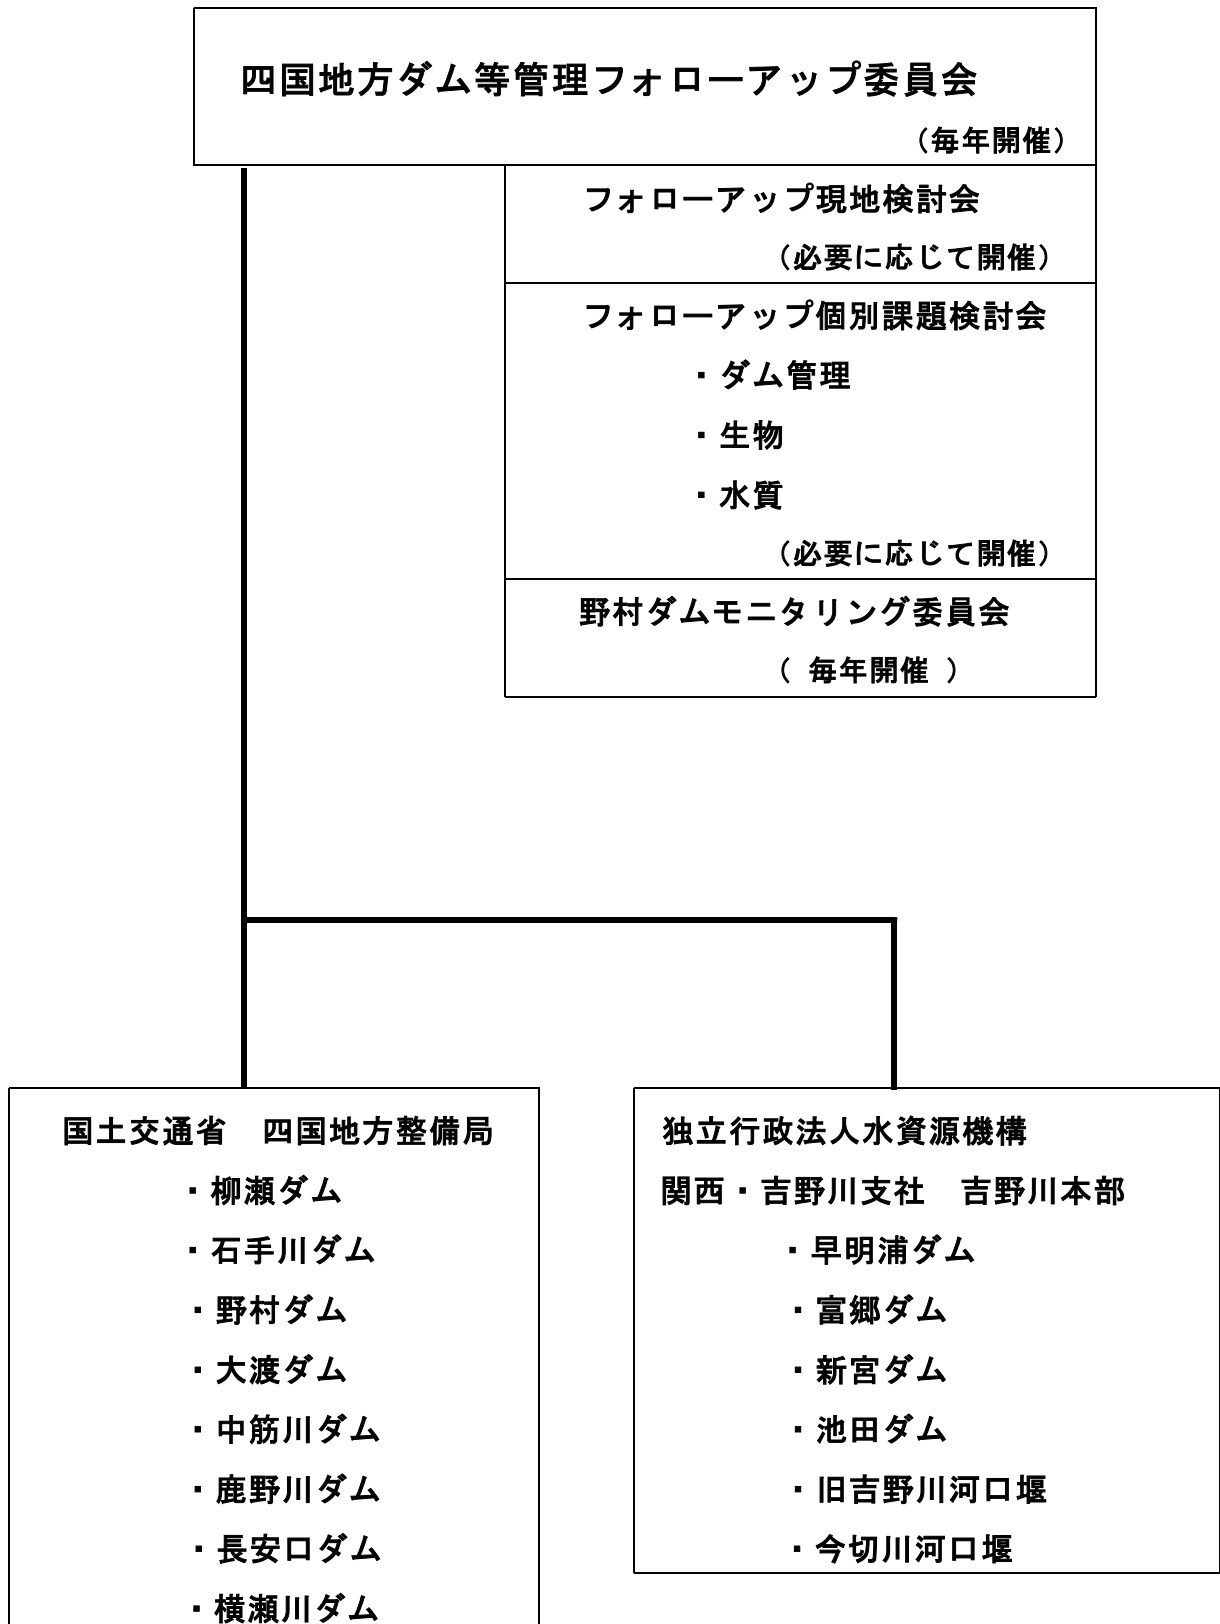 四国地方ダム等管理フォローアップ委員会
（毎年開催）
フォローアップ現地検討会
（必要に応じて開催）
フォローアップ個別課題検討会
・ダム管理
・生物
・水質
（必要に応じて開催）
野村ダムモニタリング委員会
（ 毎年開催 ）
国土交通省　四国地方整備局
・柳瀬ダム
・石手川ダム
・野村ダム
・大渡ダム
・中筋川ダム
・鹿野川ダム
・長安口ダム
・横瀬川ダム
独立行政法人水資源機構
関西・吉野川支社　吉野川本部
・早明浦ダム
・富郷ダム
・新宮ダム
・池田ダム
・旧吉野川河口堰
・今切川河口堰